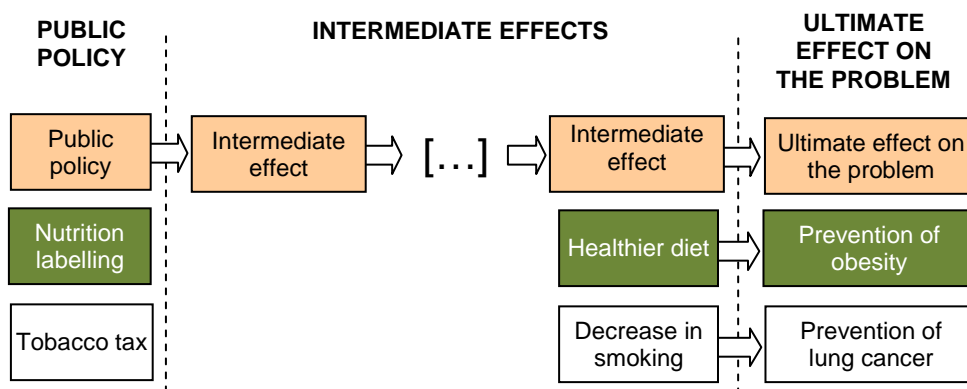 PUBLIC
POLICY
INTERMEDIATE EFFECTS
ULTIMATE
EFFECT ON
THE PROBLEM
Public
policy
Intermediate
effect
[...]
Intermediate
effect
Ultimate effect on
the problem
Nutrition
labelling
Healthier diet
Prevention of
obesity
Tobacco tax
Decrease in
smoking
Prevention of
lung cancer